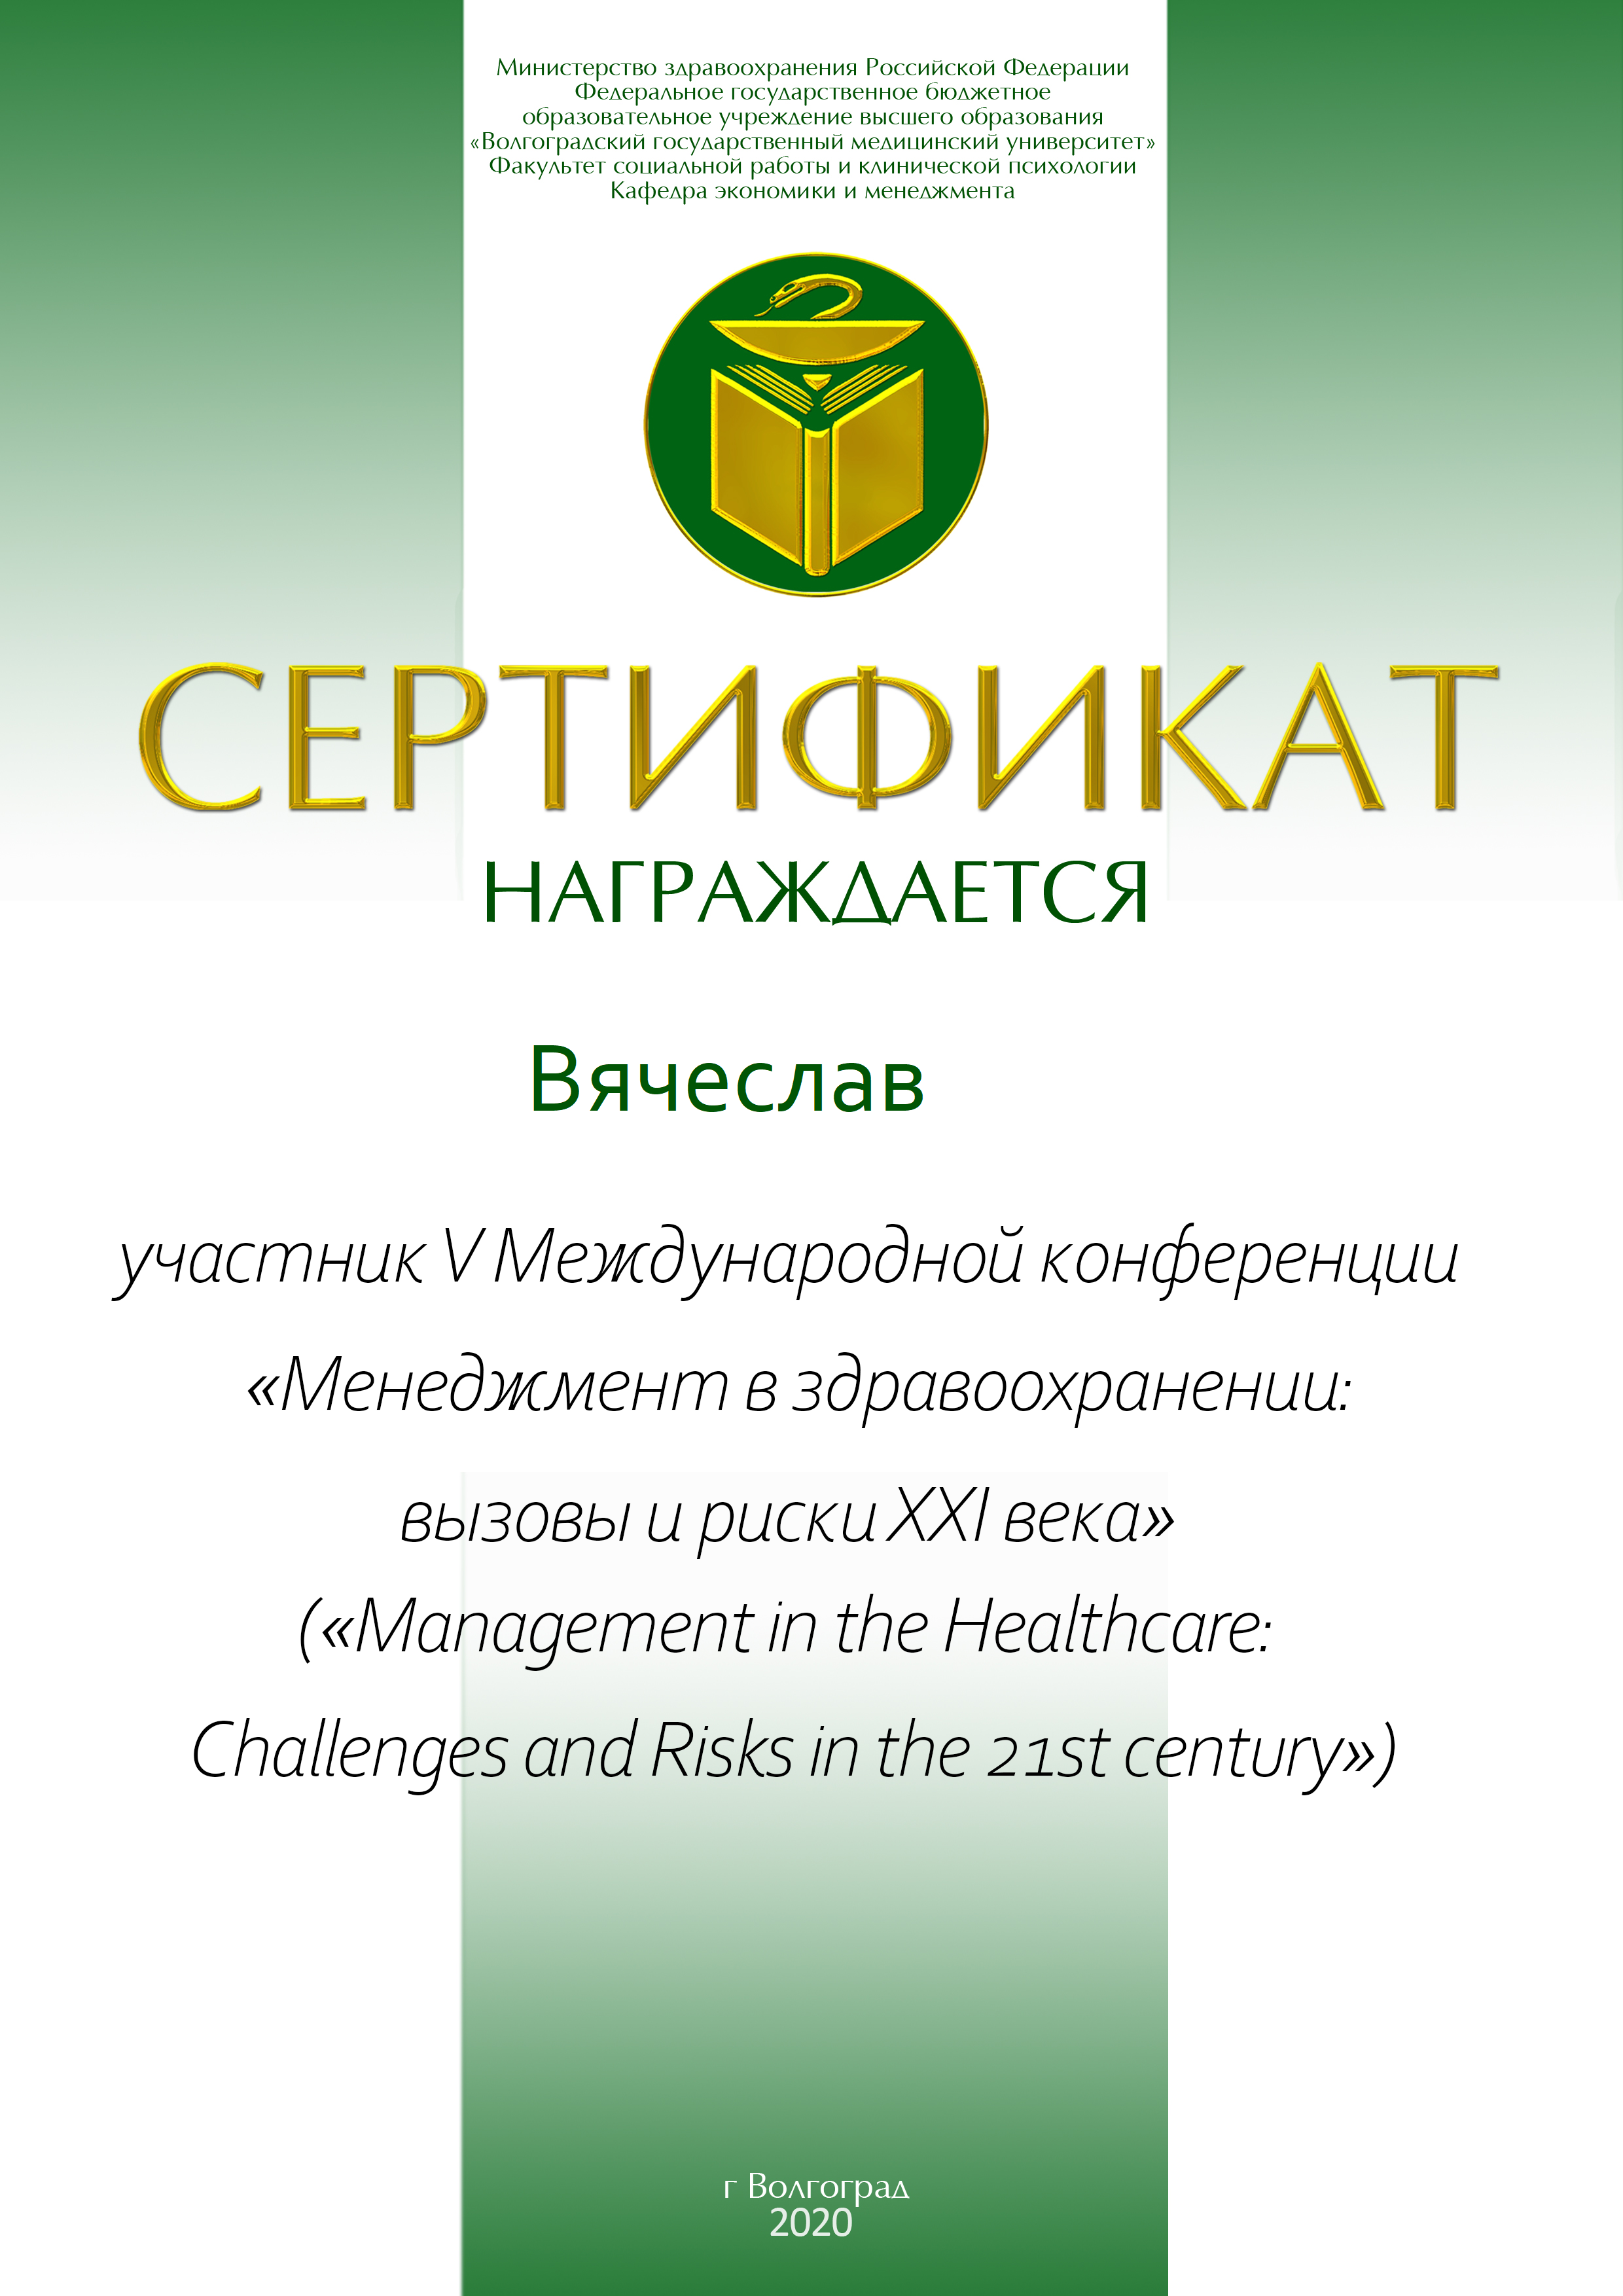 Министерство здравоохранения Российской Федерации
Федеральное государственное бюджетное
образовательное учреждение высшего образования
«Волгоградский государственный медицинский университет»
Факультет социальной работы и клинической психологии
Кафедра экономики и менеджмента
СЕРТИФИКАТ
НАГРАЖДАЕТСЯ
Вячеслав
участник V Международной конференции
«Менеджмент в здравоохранении:
вызовы и риски XXI века»
(«Management in the Healthcare:
Challenges and Risks in the 21st century»)
г Волгоград
2020